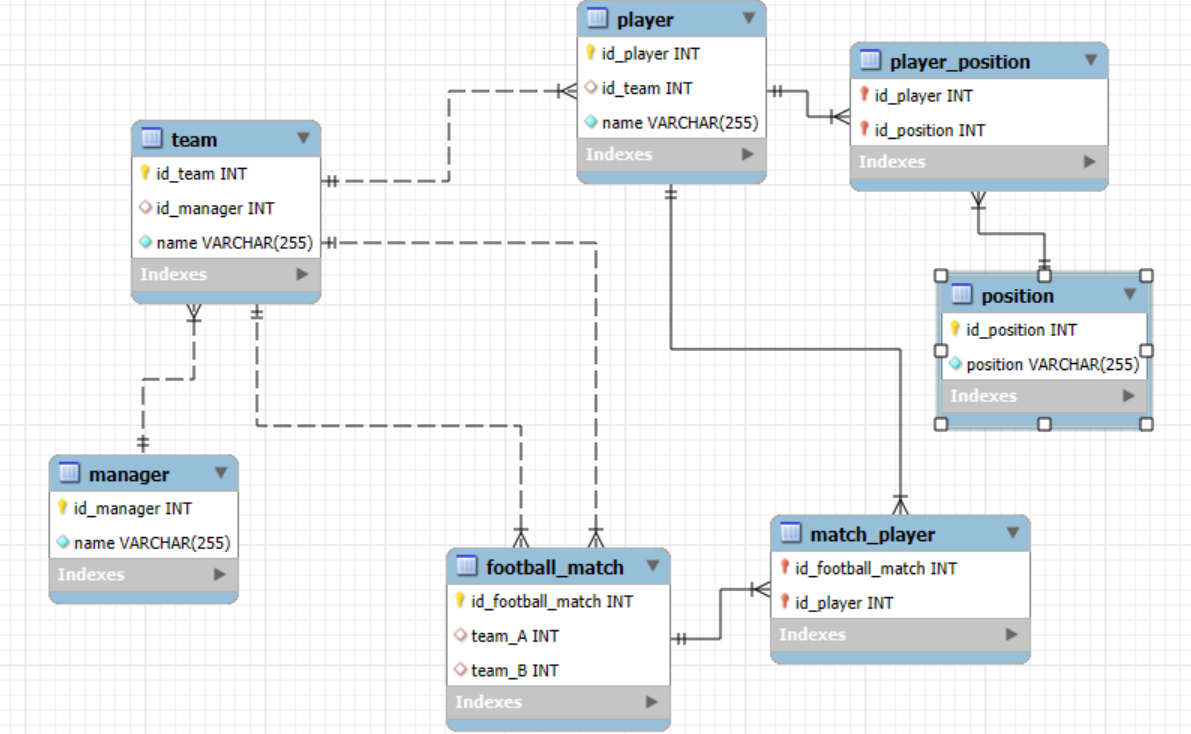 player
id_player INT
id_team INT
name VARCHAR(255)
Indexes
player_position
id_player INT
id_position INT
Indexes
team
id_team INT
id_manager INT
name VARCHAR(255)
Indexes
position
id_position INT
position VARCHAR(255)
Indexes
manager
id_manager INT
name VARCHAR(255)
Indexes
football_match
id_football_match INT
team_A INT
team_B INT
Indexes
match_player
id_football_match INT
id_player INT
Indexes